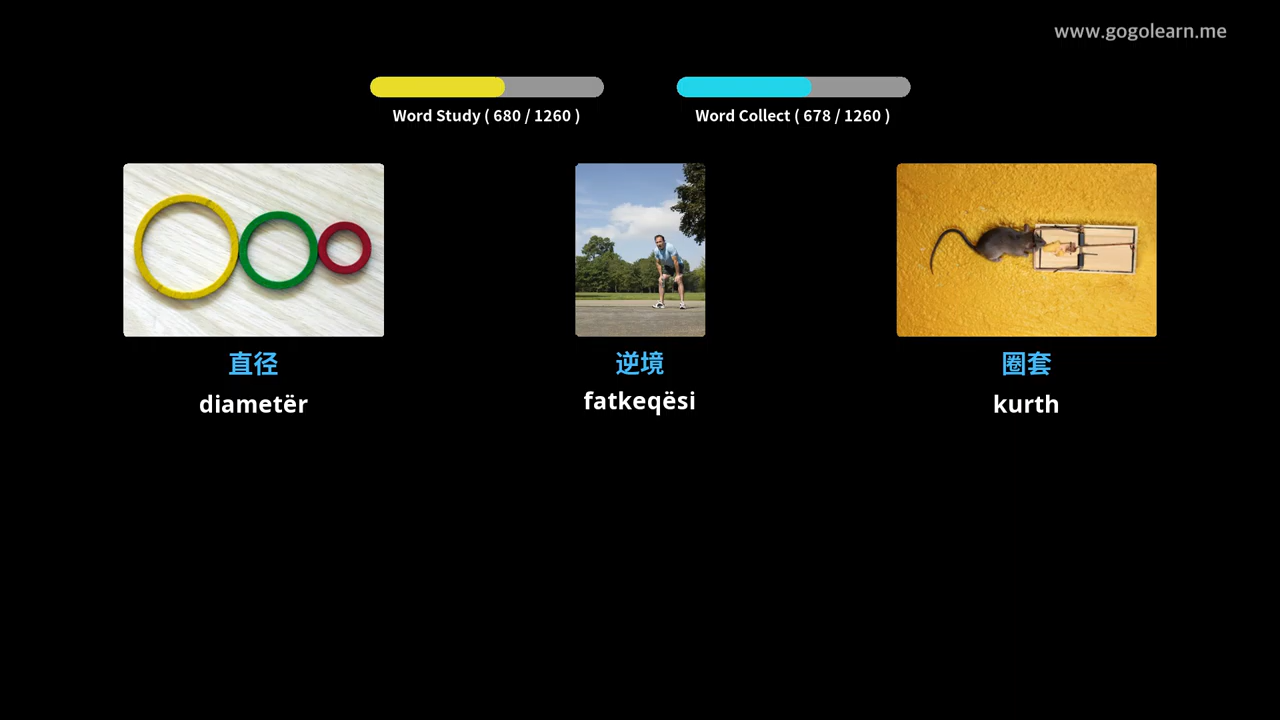 www.gogolearn.me
Word Study ( 680 / 1260 )
Word Collect ( 678 / 1260 )
直径
逆境
圈套
diametër
fatkeqësi
kurth